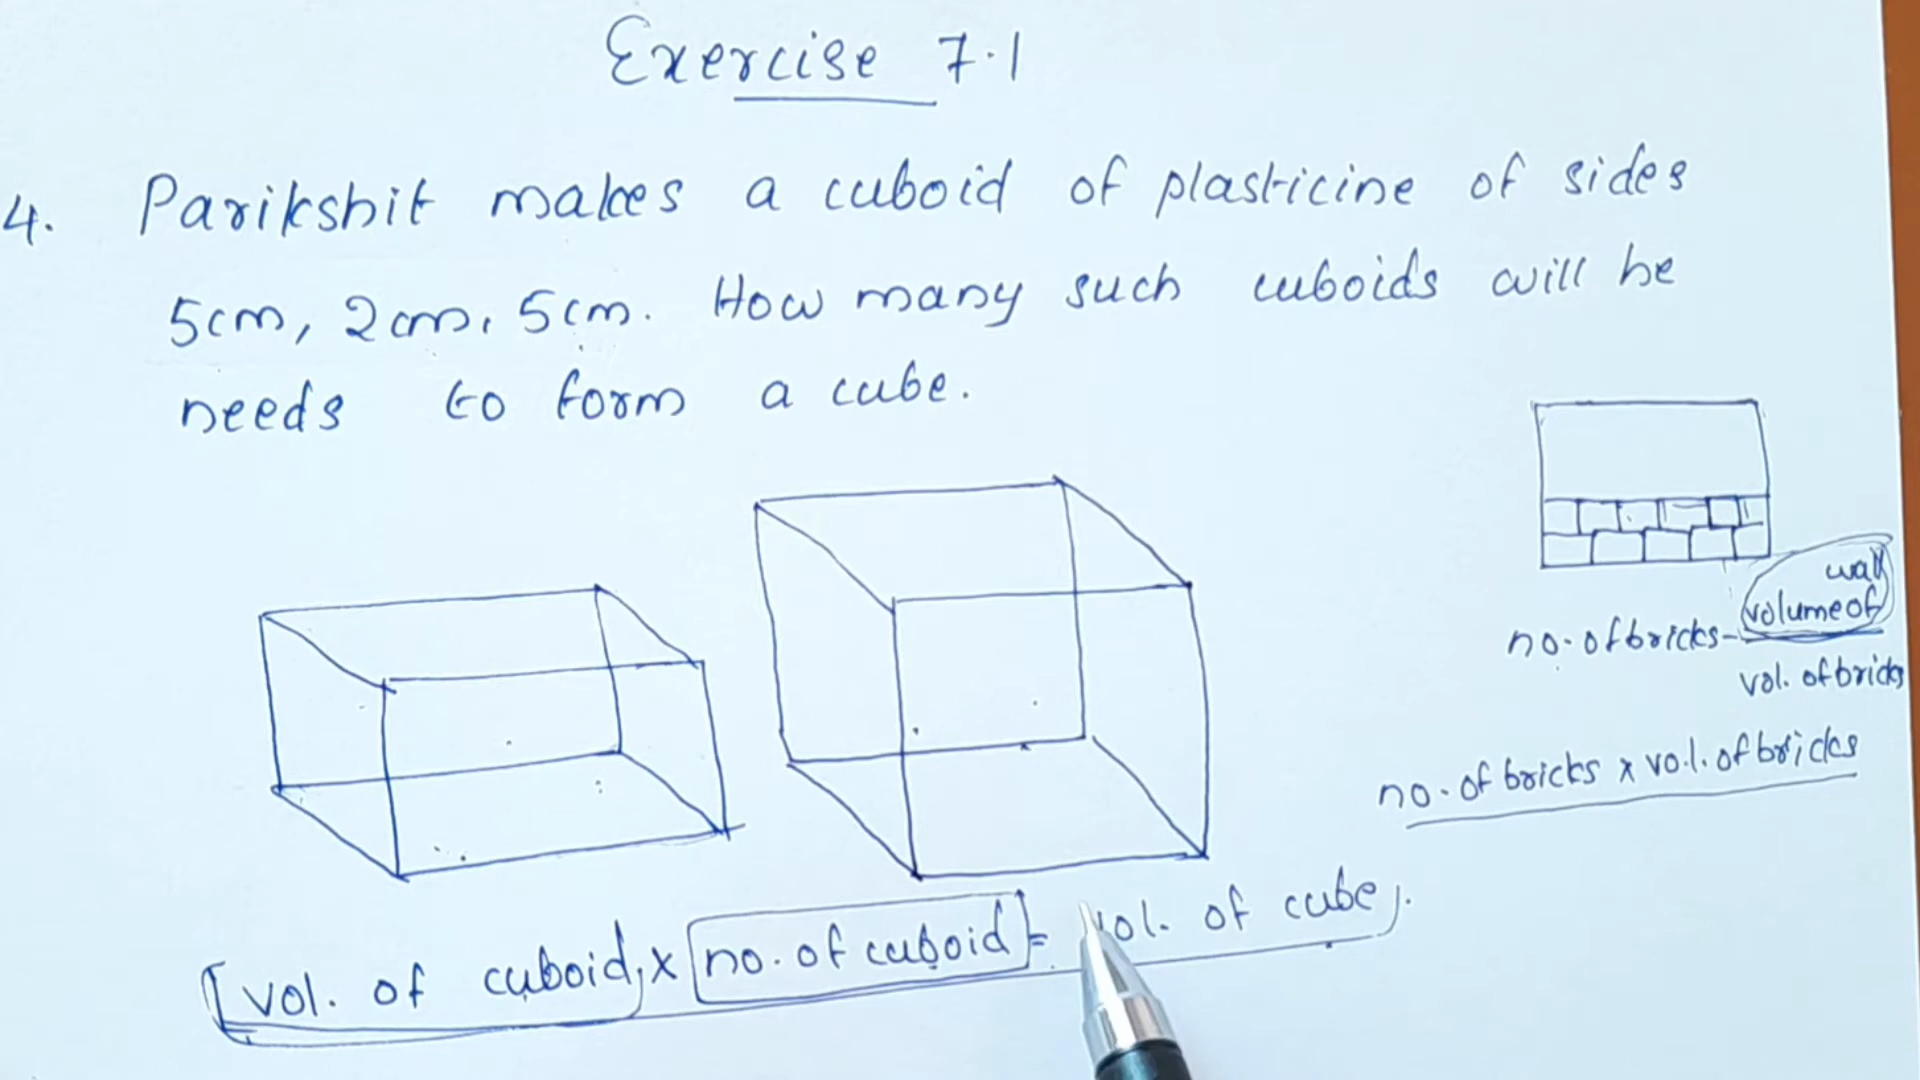 Exercise 7.1
4. Parikshit makes a cuboid of plasticine of sides
5cm, 2cm, 5cm. How many such cuboids will be
needs to form a cube.
wall
no. of bricks - volume of
vol. of bricks
no. of bricks x vol. of bricks
vol. of cuboid x no. of cuboid = vol. of cube.